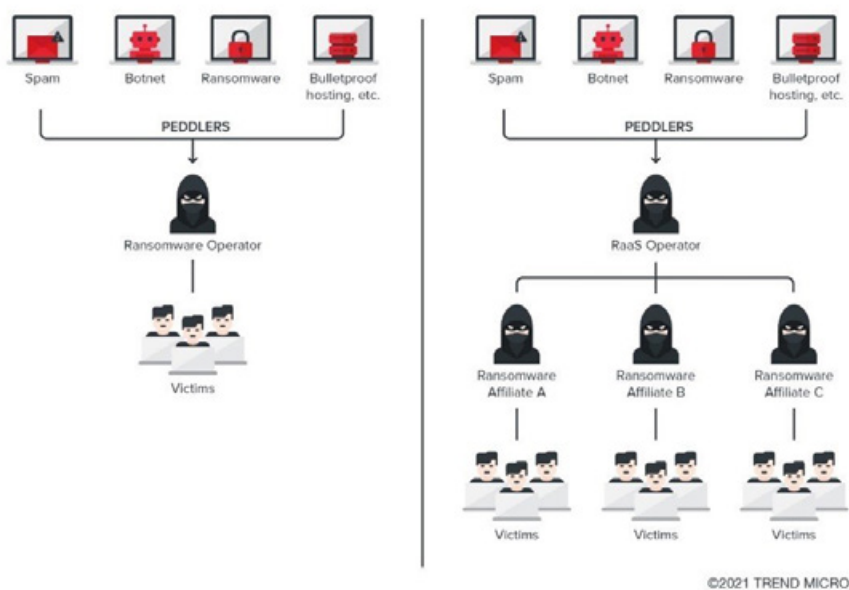 Spam
Botnet
Ransomware
Bulletproof
hosting, etc.
PEDDLERS
Ransomware Operator
Victims
Spam
Botnet
Ransomware
Bulletproof
hosting, etc.
PEDDLERS
RaaS Operator
Ransomware
Affiliate A
Ransomware
Affiliate B
Ransomware
Affiliate C
Victims
Victims
Victims
©2021 TREND MICRO